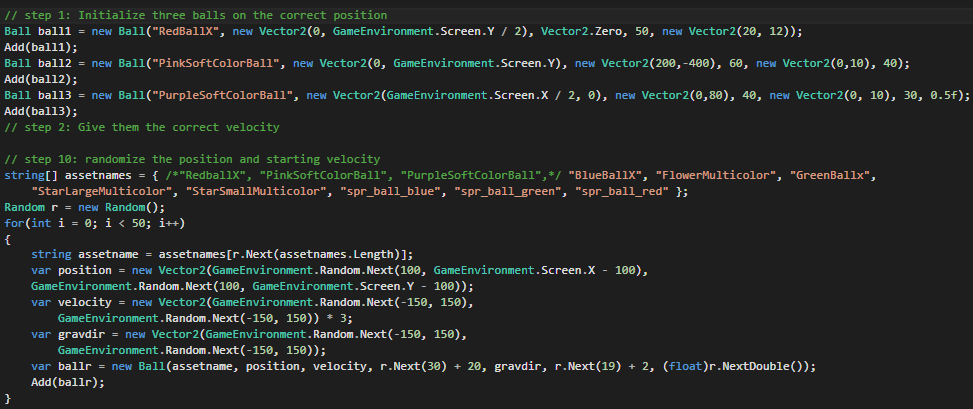 // step 1: Initialize three balls on the correct position
Ball ball1 = new Ball("RedBallX", new Vector2(0, GameEnvironment.Screen.Y / 2), Vector2.Zero, 50, new Vector2(20, 12));
Add(ball1);
Ball ball2 = new Ball("PinkSoftColorBall", new Vector2(0, GameEnvironment.Screen.Y), new Vector2(200,-400), 60, new Vector2(0,10), 40);
Add(ball2);
Ball ball3 = new Ball("PurpleSoftColorBall", new Vector2(GameEnvironment.Screen.X / 2, 0), new Vector2(0,80), 40, new Vector2(0, 10), 30, 0.5f);
Add(ball3);
// step 2: Give them the correct velocity
// step 10: randomize the position and starting velocity
string[] assetnames = { /*"RedballX", "PinkSoftColorBall", "PurpleSoftColorBall",*/ "BlueBallX", "FlowerMulticolor", "GreenBallx",
    "StarLargeMulticolor", "StarSmallMulticolor", "spr_ball_blue", "spr_ball_green", "spr_ball_red" };
Random r = new Random();
for(int i = 0; i < 50; i++)
{
    string assetname = assetnames[r.Next(assetnames.Length)];
    var position = new Vector2(GameEnvironment.Random.Next(100, GameEnvironment.Screen.X - 100),
    GameEnvironment.Random.Next(100, GameEnvironment.Screen.Y - 100));
    var velocity = new Vector2(GameEnvironment.Random.Next(-150, 150),
        GameEnvironment.Random.Next(-150, 150)) * 3;
    var gravdir = new Vector2(GameEnvironment.Random.Next(-150, 150),
        GameEnvironment.Random.Next(-150, 150));
    var ballr = new Ball(assetname, position, velocity, r.Next(30) + 20, gravdir, r.Next(19) + 2, (float)r.NextDouble());
    Add(ballr);
}